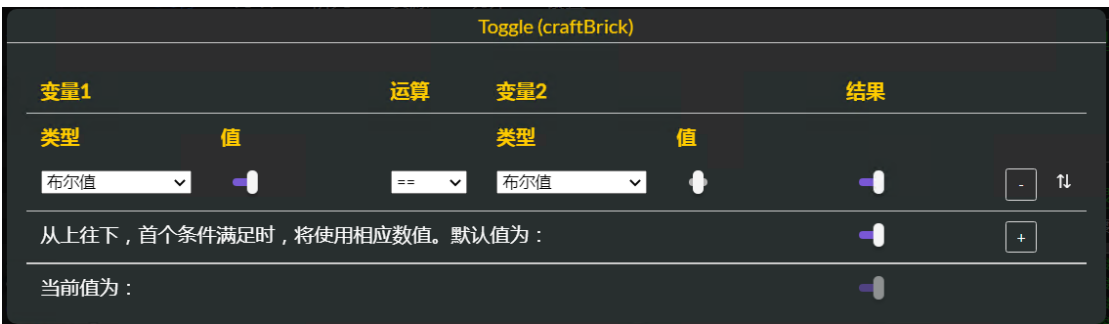 Toggle (craftBrick)
变量1 运算 变量2 结果
类型 值 类型 值
布尔值 == 布尔值 -
从上往下，首个条件满足时，将使用相应数值。默认值为： +
当前值为：